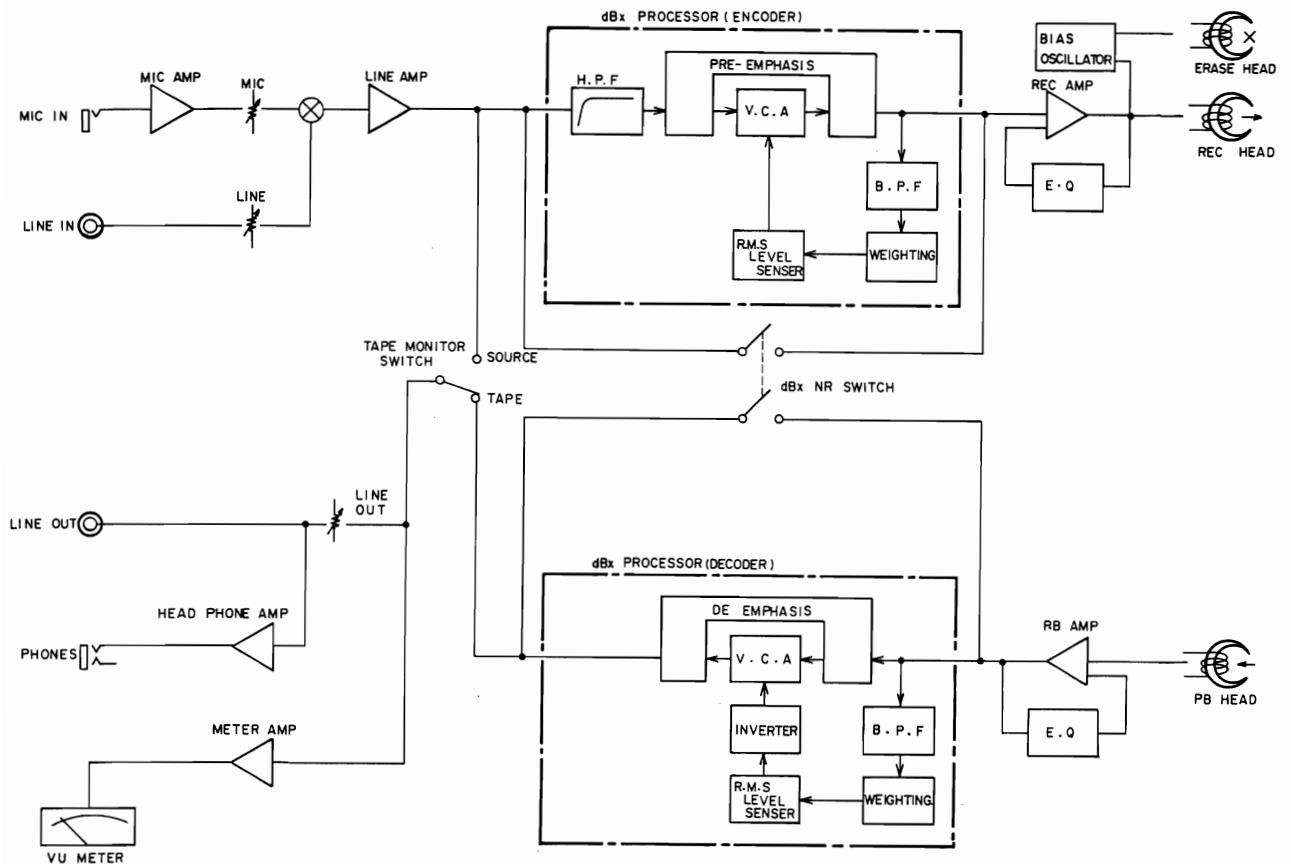 dBx PROCESSOR (ENCODER)
BIAS
OSCILLATOR
ERASE HEAD
MIC AMP
MIC
LINE AMP
H.P.F
PRE-EMPHASIS
V.C.A
REC AMP
MIC IN
REC HEAD
B.P.F
E.Q
LINE
LINE IN
R.M.S
LEVEL
SENSER
WEIGHTING
TAPE MONITOR
SWITCH
SOURCE
TAPE
dBx NR SWITCH
LINE
OUT
LINE OUT
dBx PROCESSOR (DECODER)
HEAD PHONE AMP
DE EMPHASIS
RB AMP
PHONES
V.C.A
PB HEAD
METER AMP
INVERTER
B.P.F
E.Q
R.M.S
LEVEL
SENSER
WEIGHTING
VU METER